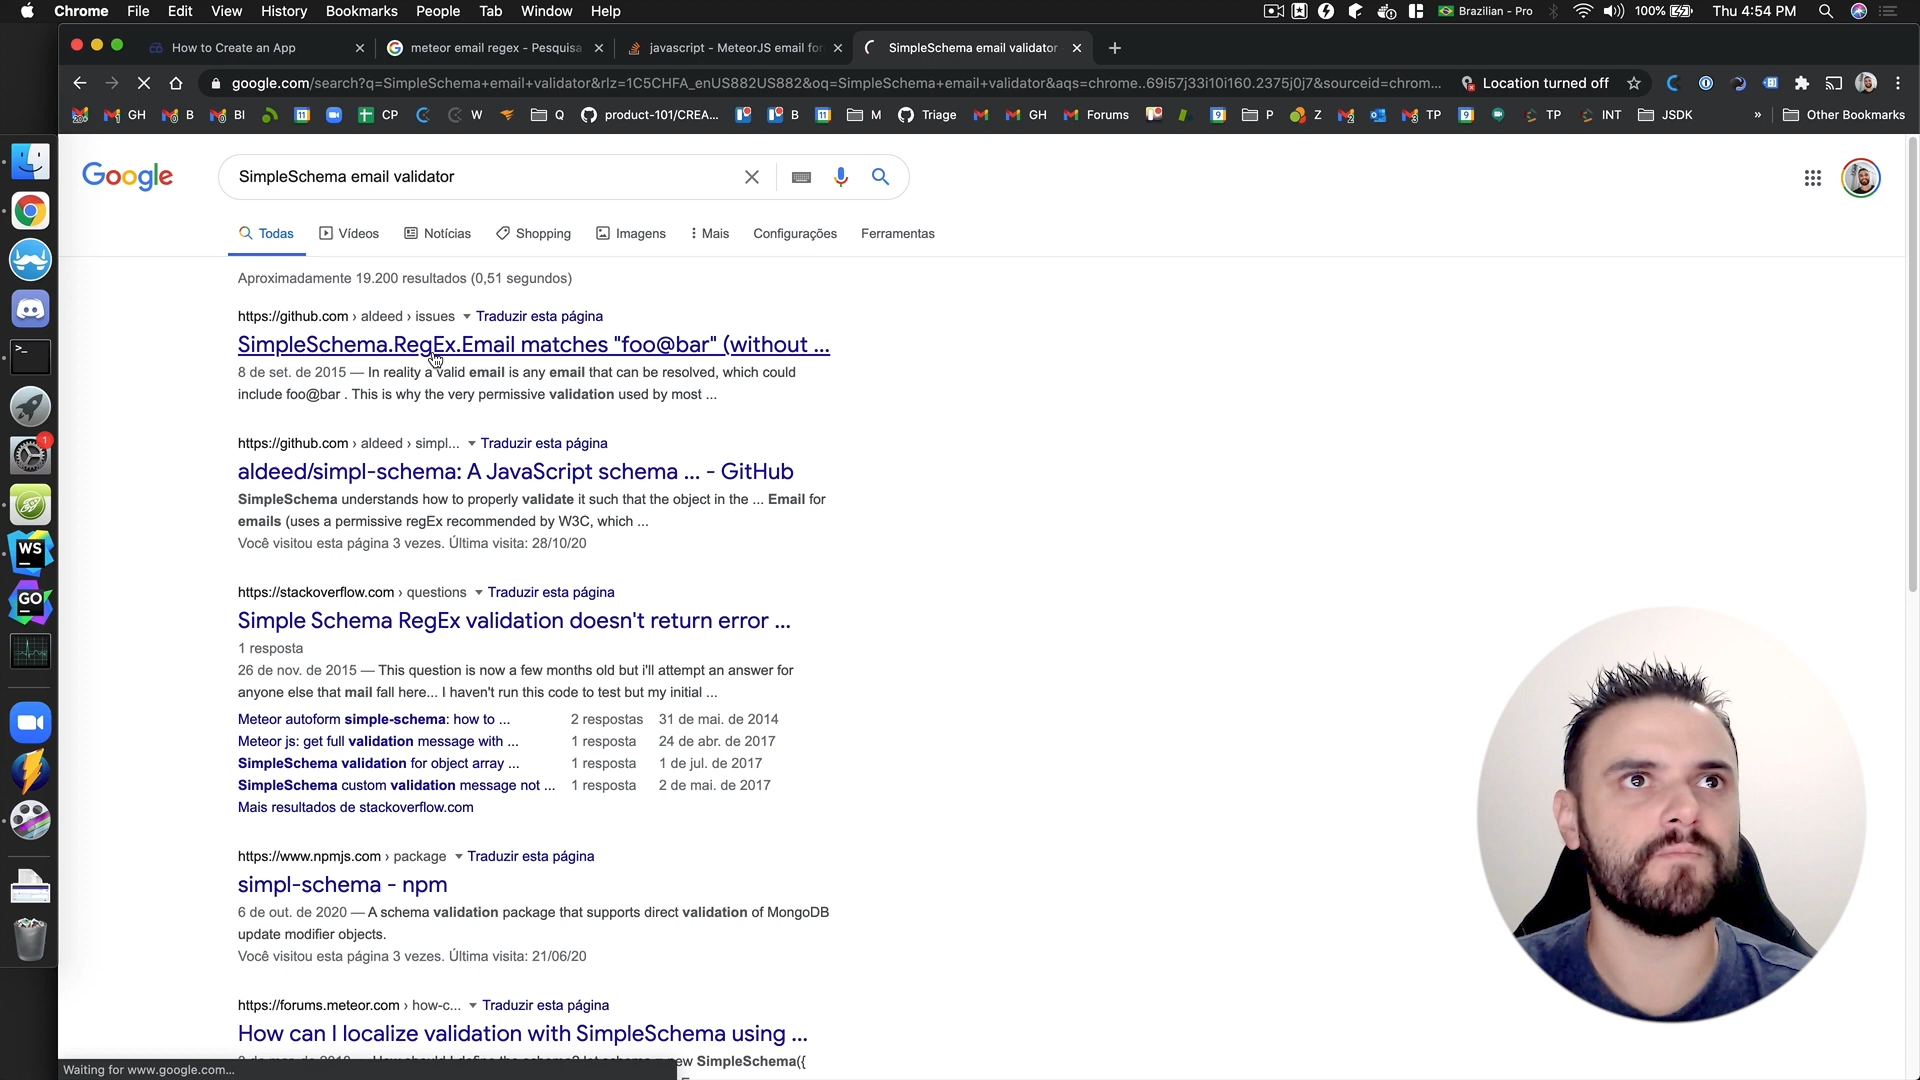 Chrome File Edit View History Bookmarks People Tab Window Help
Brazilian - Pro
100%
Thu 4:54 PM
How to Create an App
meteor email regex - Pesquisa
javascript - MeteorJS email for
SimpleSchema email validator
google.com/search?q=SimpleSchema+email+validator&rlz=1C5CHFA_enUS882US882&oq=SimpleSchema+email+validator&aqs=chrome..69i57j33i10i160.2375j0j7&sourceid=chrom...
Location turned off
GH B BI CP W Q product-101/CREA... B M Triage GH Forums P Z TP TP INT JSDK » Other Bookmarks
Google
SimpleSchema email validator
Todas Vídeos Notícias Shopping Imagens Mais Configurações Ferramentas
Aproximadamente 19.200 resultados (0,51 segundos)
https://github.com › aldeed › issues Traduzir esta página
SimpleSchema.RegEx.Email matches "foo@bar" (without ...
8 de set. de 2015 — In reality a valid email is any email that can be resolved, which could
include foo@bar . This is why the very permissive validation used by most ...
https://github.com › aldeed › simpl... Traduzir esta página
aldeed/simpl-schema: A JavaScript schema ... - GitHub
SimpleSchema understands how to properly validate it such that the object in the ... Email for
emails (uses a permissive regEx recommended by W3C, which ...
Você visitou esta página 3 vezes. Última visita: 28/10/20
https://stackoverflow.com › questions Traduzir esta página
Simple Schema RegEx validation doesn't return error ...
1 resposta
26 de nov. de 2015 — This question is now a few months old but i'll attempt an answer for
anyone else that mail fall here... I haven't run this code to test but my initial ...
Meteor autoform simple-schema: how to ... 2 respostas 31 de mai. de 2014
Meteor js: get full validation message with ... 1 resposta 24 de abr. de 2017
SimpleSchema validation for object array ... 1 resposta 1 de jul. de 2017
SimpleSchema custom validation message not ... 1 resposta 2 de mai. de 2017
Mais resultados de stackoverflow.com
https://www.npmjs.com › package Traduzir esta página
simpl-schema - npm
6 de out. de 2020 — A schema validation package that supports direct validation of MongoDB
update modifier objects.
Você visitou esta página 3 vezes. Última visita: 21/06/20
https://forums.meteor.com › how-c... Traduzir esta página
How can I localize validation with SimpleSchema using ...
new SimpleSchema({
Waiting for www.google.com...
1
WS
GO